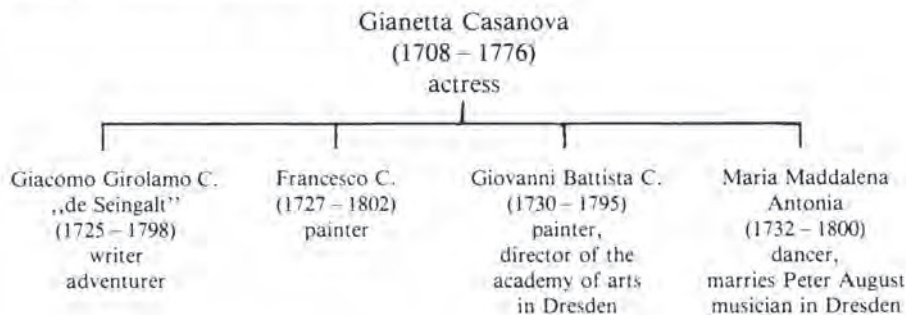 Gianetta Casanova
(1708 – 1776)
actress
Giacomo Girolamo C.
,,de Seingalt’’
(1725 – 1798)
writer
adventurer
Francesco C.
(1727 – 1802)
painter
Giovanni Battista C.
(1730 – 1795)
painter,
director of the
academy of arts
in Dresden
Maria Maddalena
Antonia
(1732 – 1800)
dancer,
marries Peter August
musician in Dresden